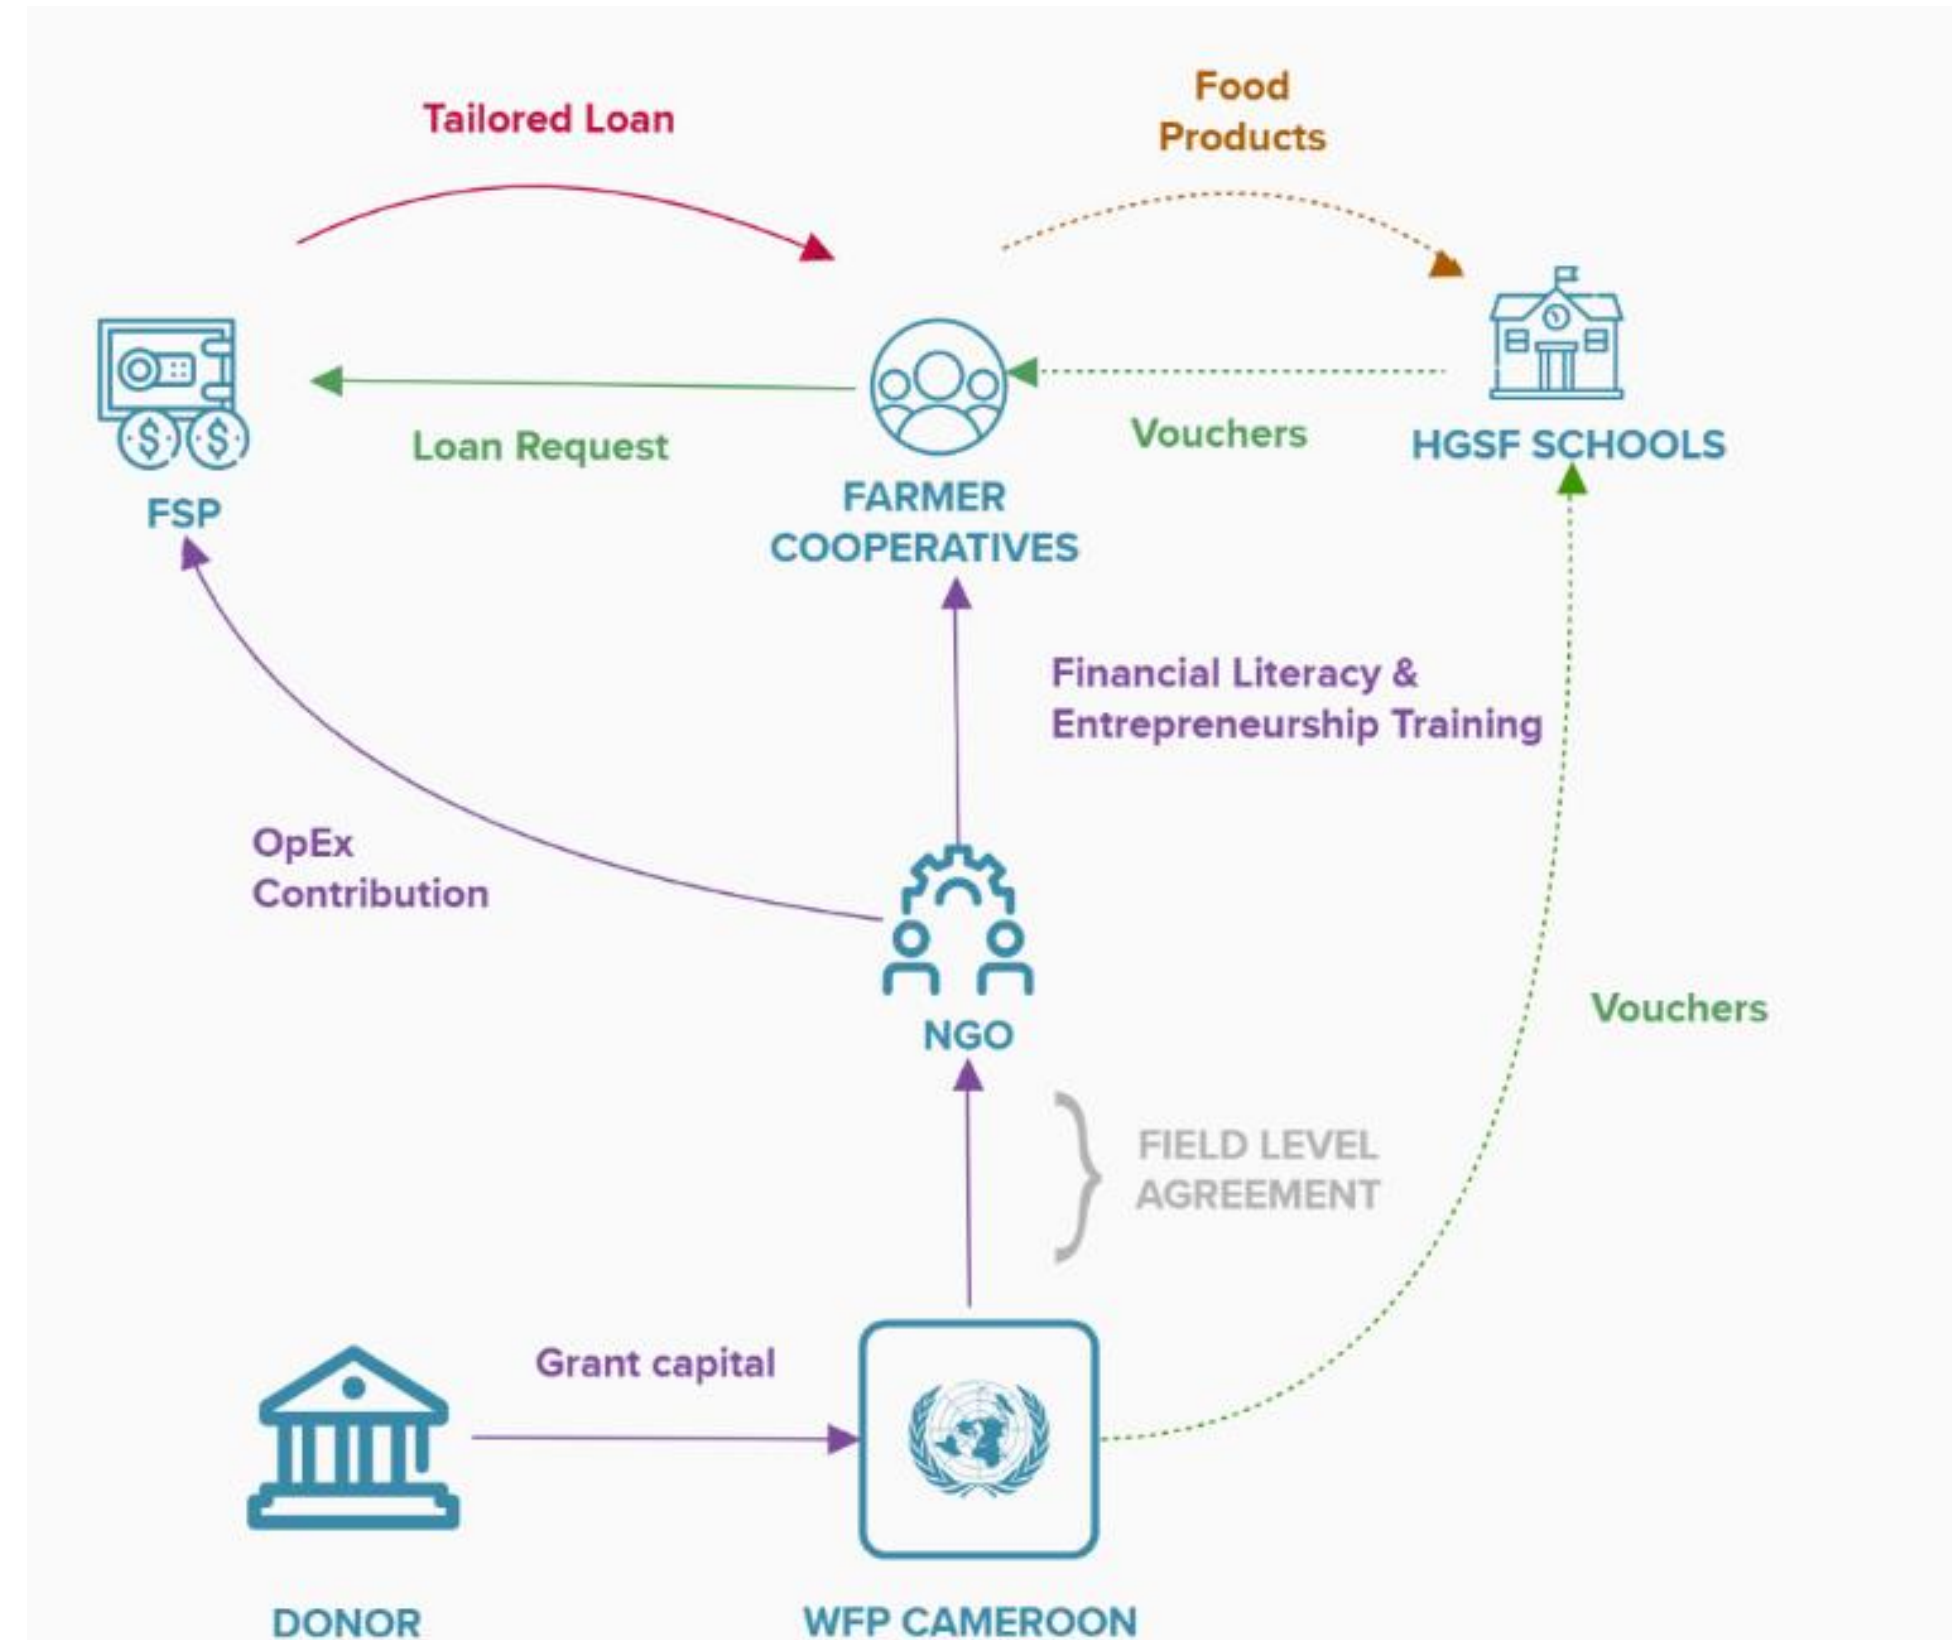 Tailored Loan
Food
Products
Loan Request
Vouchers
HGSF SCHOOLS
FSP
FARMER
COOPERATIVES
Financial Literacy &
Entrepreneurship Training
OpEx
Contribution
NGO
Vouchers
FIELD LEVEL
AGREEMENT
Grant capital
DONOR
WFP CAMEROON